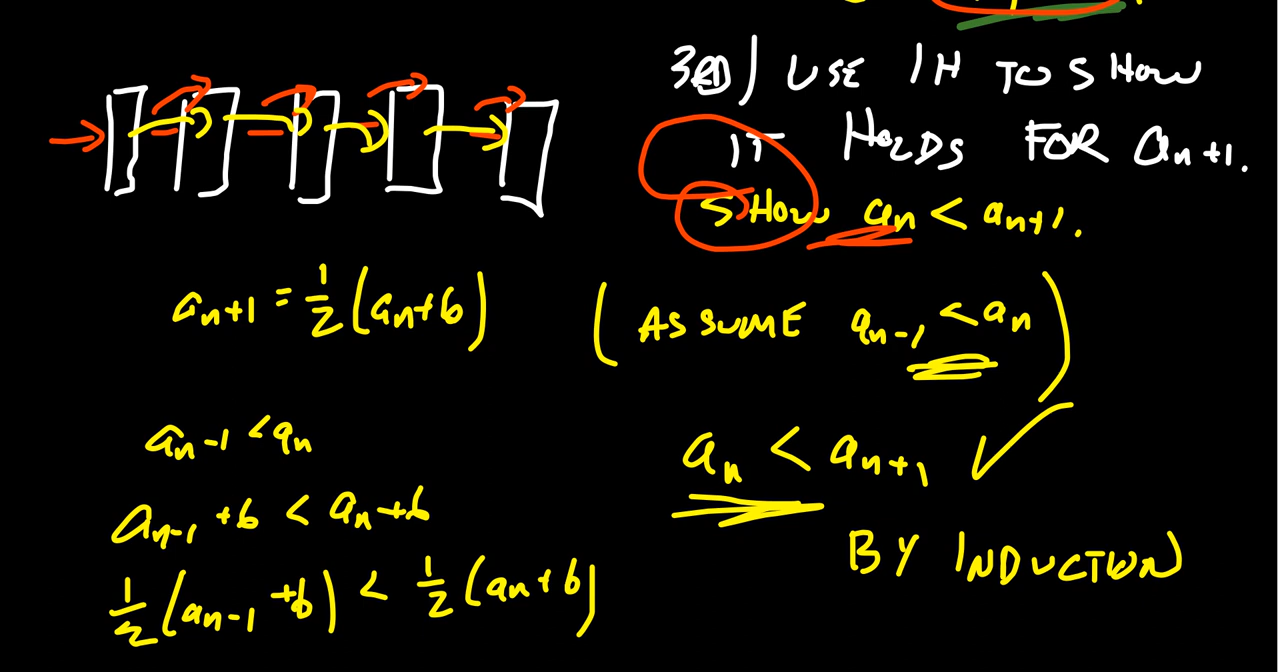 3RD) USE IH TO SHOW
IT HOLDS FOR aₙ₊₁.
SHOW aₙ < aₙ₊₁.
aₙ₊₁ = 1/2 (aₙ + 6)
(ASSUME aₙ₋₁ < aₙ)
aₙ₋₁ < aₙ
aₙ₋₁ + 6 < aₙ + 6
1/2 (aₙ₋₁ + 6) < 1/2 (aₙ + 6)
aₙ < aₙ₊₁ ✓
BY INDUCTION